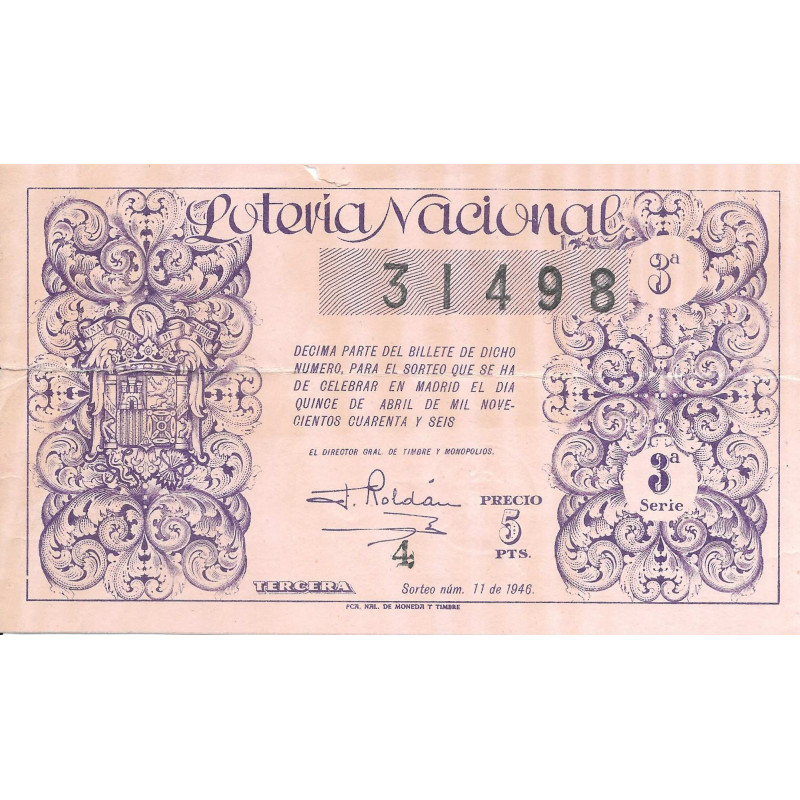 Lotería Nacional
31498
3ª
DECIMA PARTE DEL BILLETE DE DICHO
NUMERO, PARA EL SORTEO QUE SE HA
DE CELEBRAR EN MADRID EL DIA
QUINCE DE ABRIL DE MIL NOVE-
CIENTOS CUARENTA Y SEIS
EL DIRECTOR GRAL. DE TIMBRE Y MONOPOLIOS.
J. Roldán
PRECIO
5
PTS.
3ª
Serie
4
TERCERA
Sorteo núm. 11 de 1946.
FCA. NAL. DE MONEDA Y TIMBRE